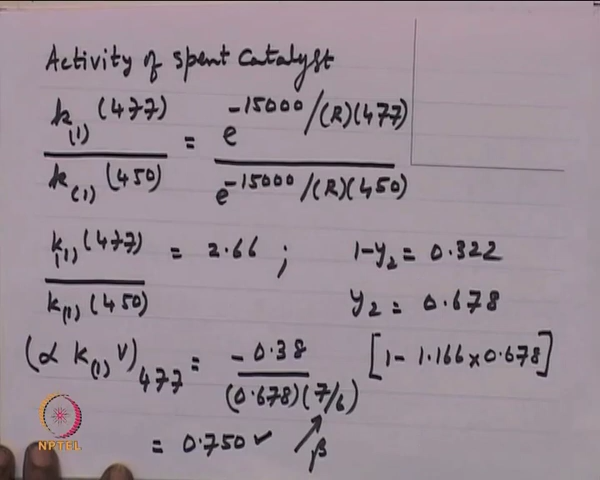 Activity of spent Catalyst
k(1) (477) / k(1) (450) = e^-15000/(R)(477) / e^-15000/(R)(450)
k(1) (477) / k(1) (450) = 2.66 ; 1-y2 = 0.322
y2 = 0.678
(α k(1) V)477 = -0.38 / (0.678)(7/6) [1- 1.166 x 0.678]
= 0.750 ✓ β
NPTEL